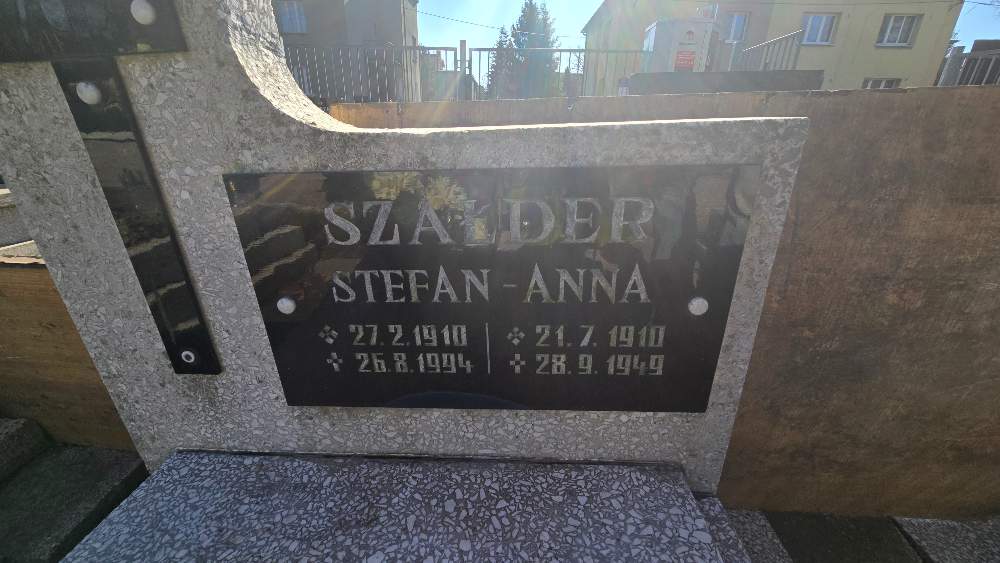 SZAŁDER
STEFAN - ANNA
27.2.1910 | 21.7.1910
26.8.1994 | 28.9.1949